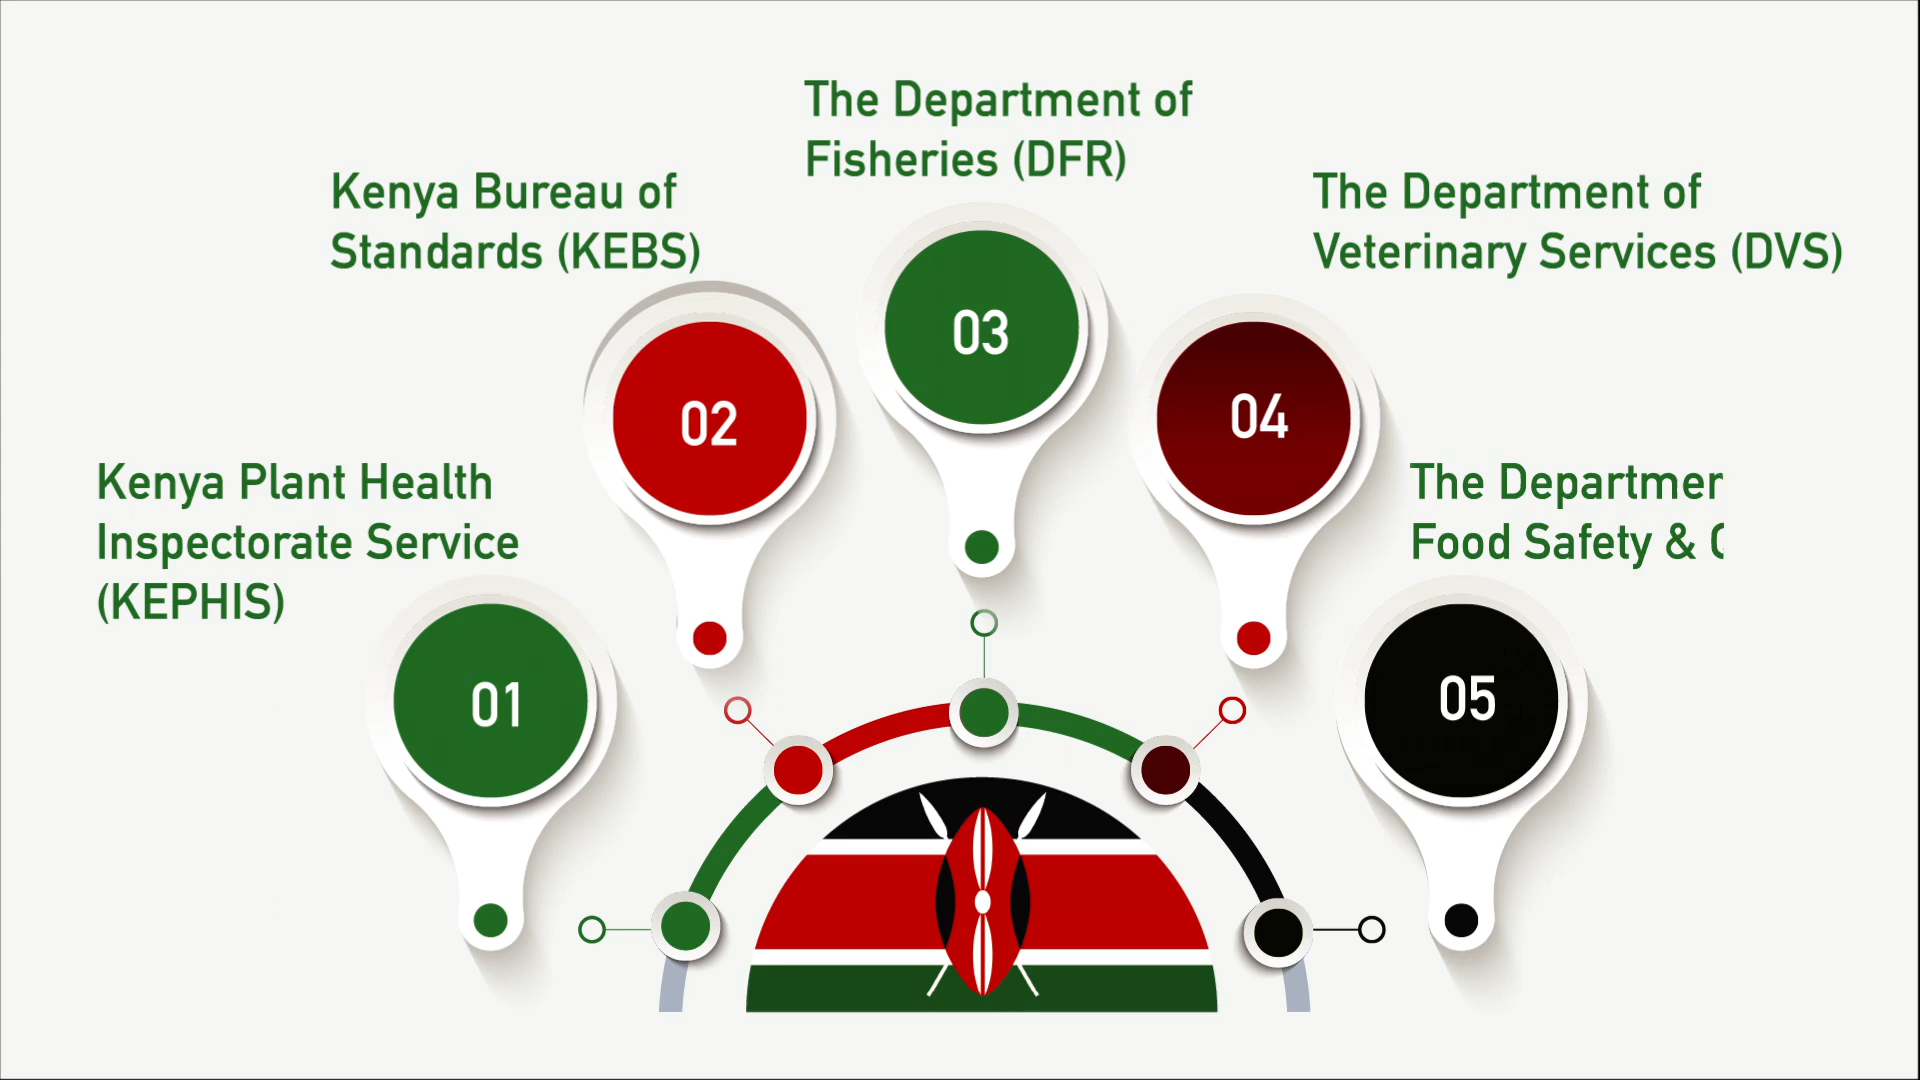 Kenya Plant Health
Inspectorate Service
(KEPHIS)
01
Kenya Bureau of
Standards (KEBS)
02
The Department of
Fisheries (DFR)
03
The Department of
Veterinary Services (DVS)
04
The
Food Safety &
05